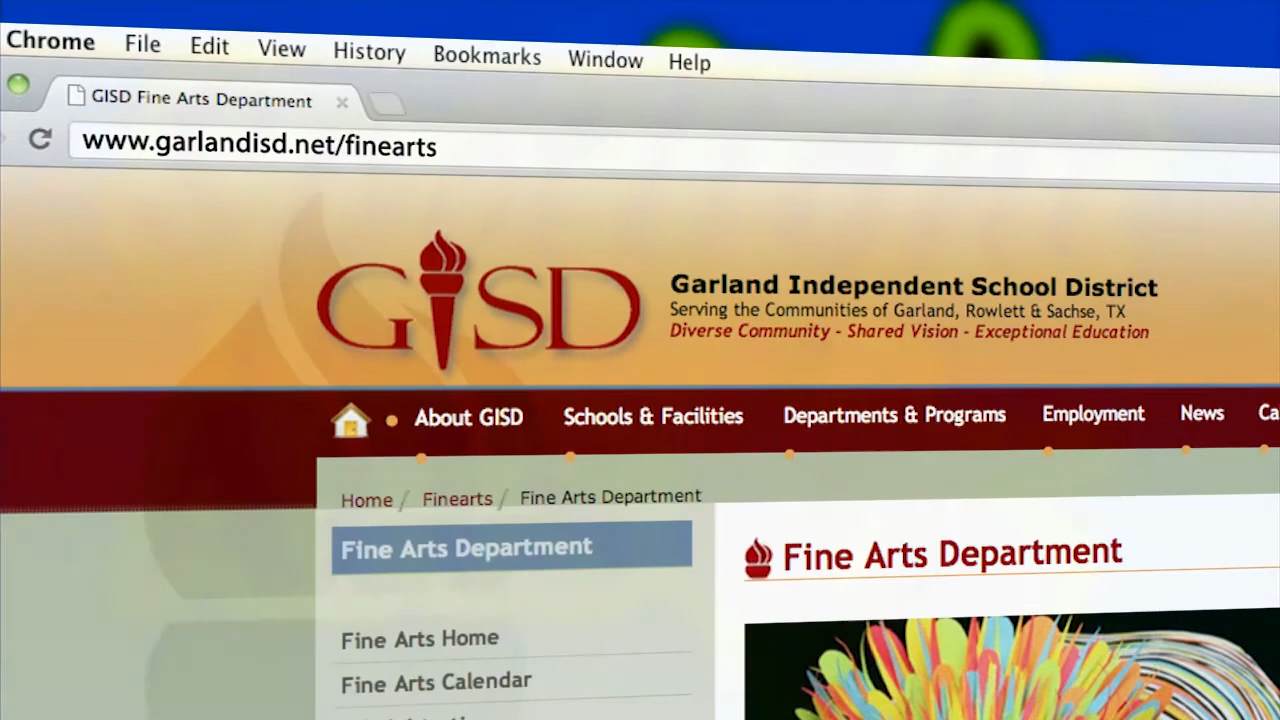 Chrome File Edit View History Bookmarks Window Help
GISD Fine Arts Department
www.garlandisd.net/finearts
GISD
Garland Independent School District
Serving the Communities of Garland, Rowlett & Sachse, TX
Diverse Community - Shared Vision - Exceptional Education
About GISD Schools & Facilities Departments & Programs Employment News Ca
Home / Finearts / Fine Arts Department
Fine Arts Department
Fine Arts Department
Fine Arts Home
Fine Arts Calendar